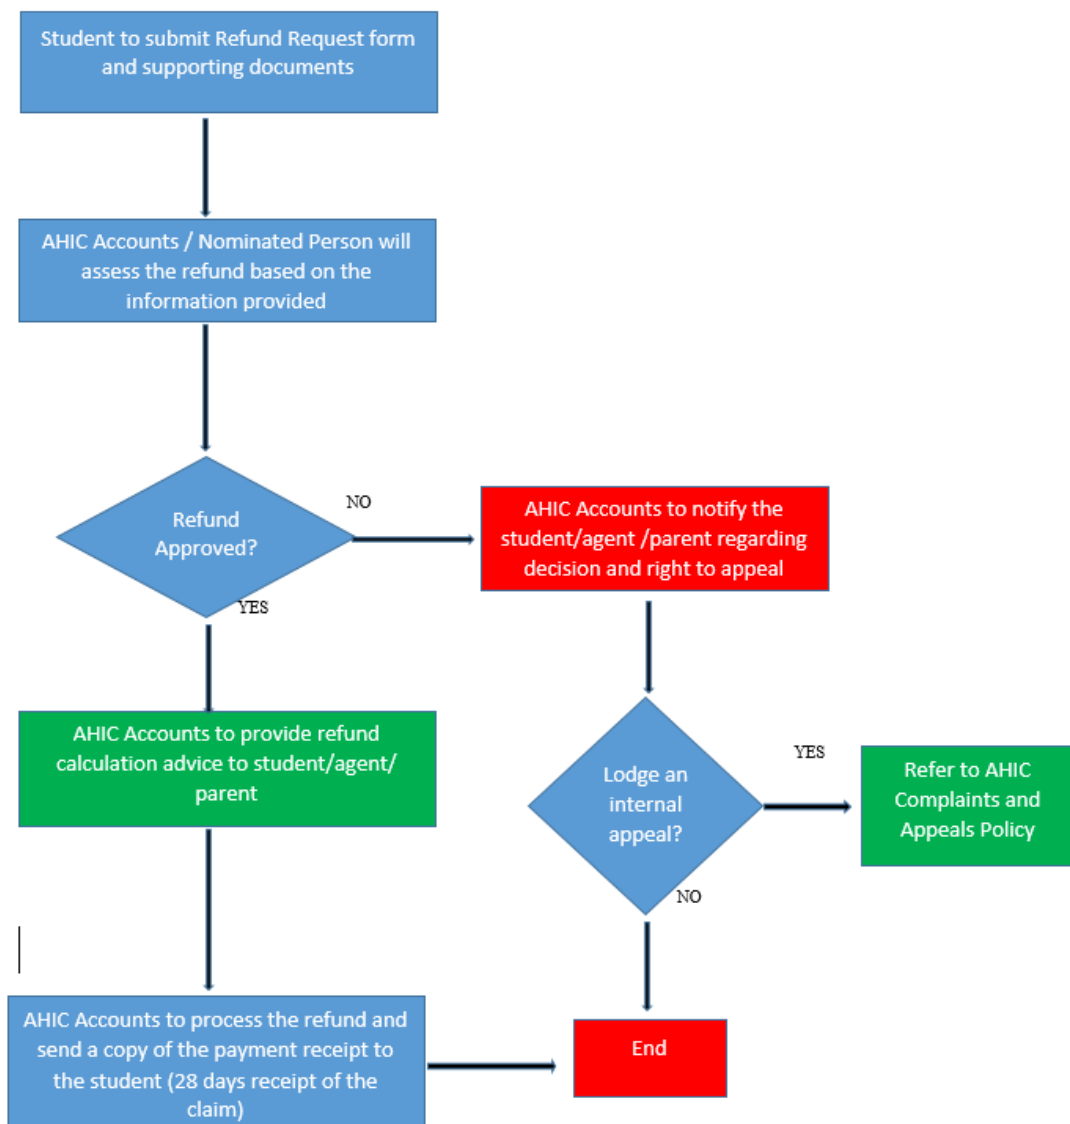 Student to submit Refund Request form
and supporting documents
AHIC Accounts / Nominated Person will
assess the refund based on the
information provided
Refund
Approved?
NO
YES
AHIC Accounts to notify the
student/agent /parent regarding
decision and right to appeal
AHIC Accounts to provide refund
calculation advice to student/agent/
parent
Lodge an
internal
appeal?
YES
NO
Refer to AHIC
Complaints and
Appeals Policy
AHIC Accounts to process the refund and
send a copy of the payment receipt to
the student (28 days receipt of the
claim)
End